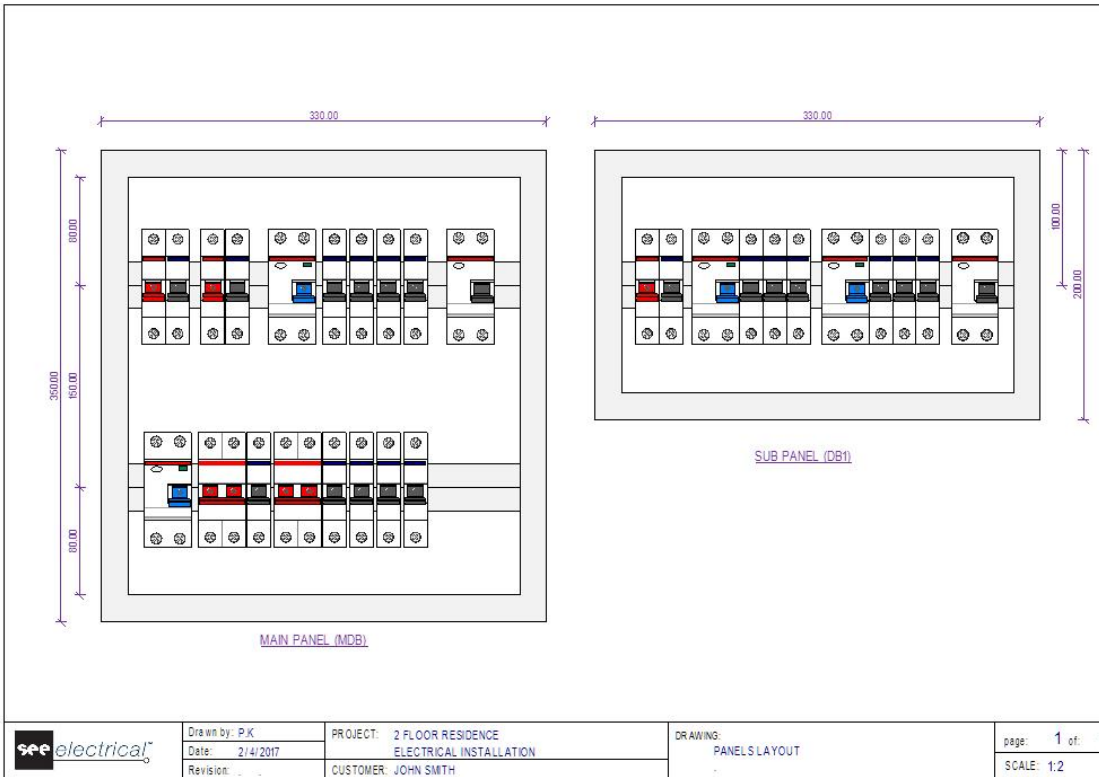 330.00
330.00
80.00
100.00
200.00
350.00
150.00
80.00
SUB PANEL (DB1)
MAIN PANEL (MDB)
see electrical
Drawn by: P.K
Date: 2/4/2017
Revision:
PROJECT: 2 FLOOR RESIDENCE
ELECTRICAL INSTALLATION
CUSTOMER: JOHN SMITH
DRAWING:
PANELS LAYOUT
page: 1 of:
SCALE: 1:2